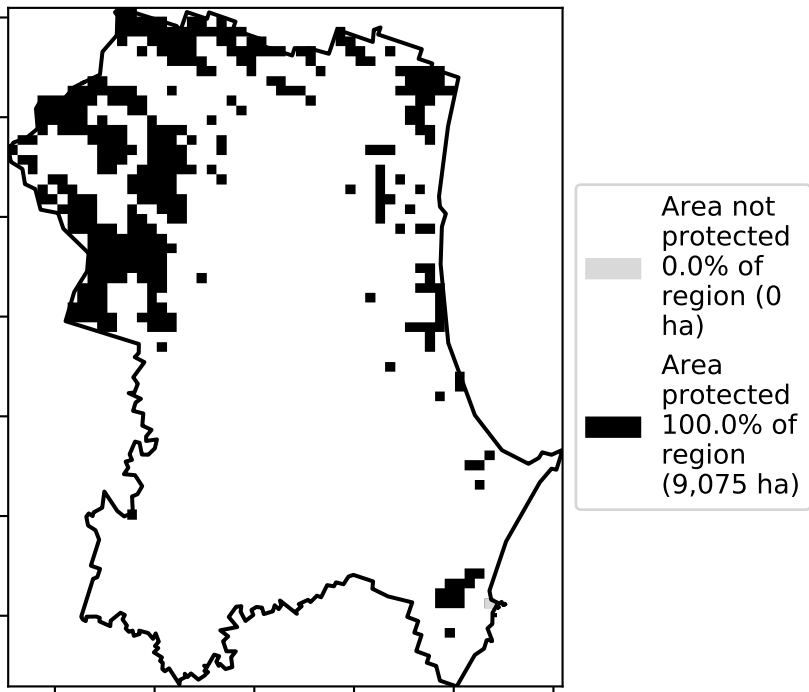 Area not
protected
0.0% of
region (0
ha)
Area
protected
100.0% of
region
(9,075 ha)